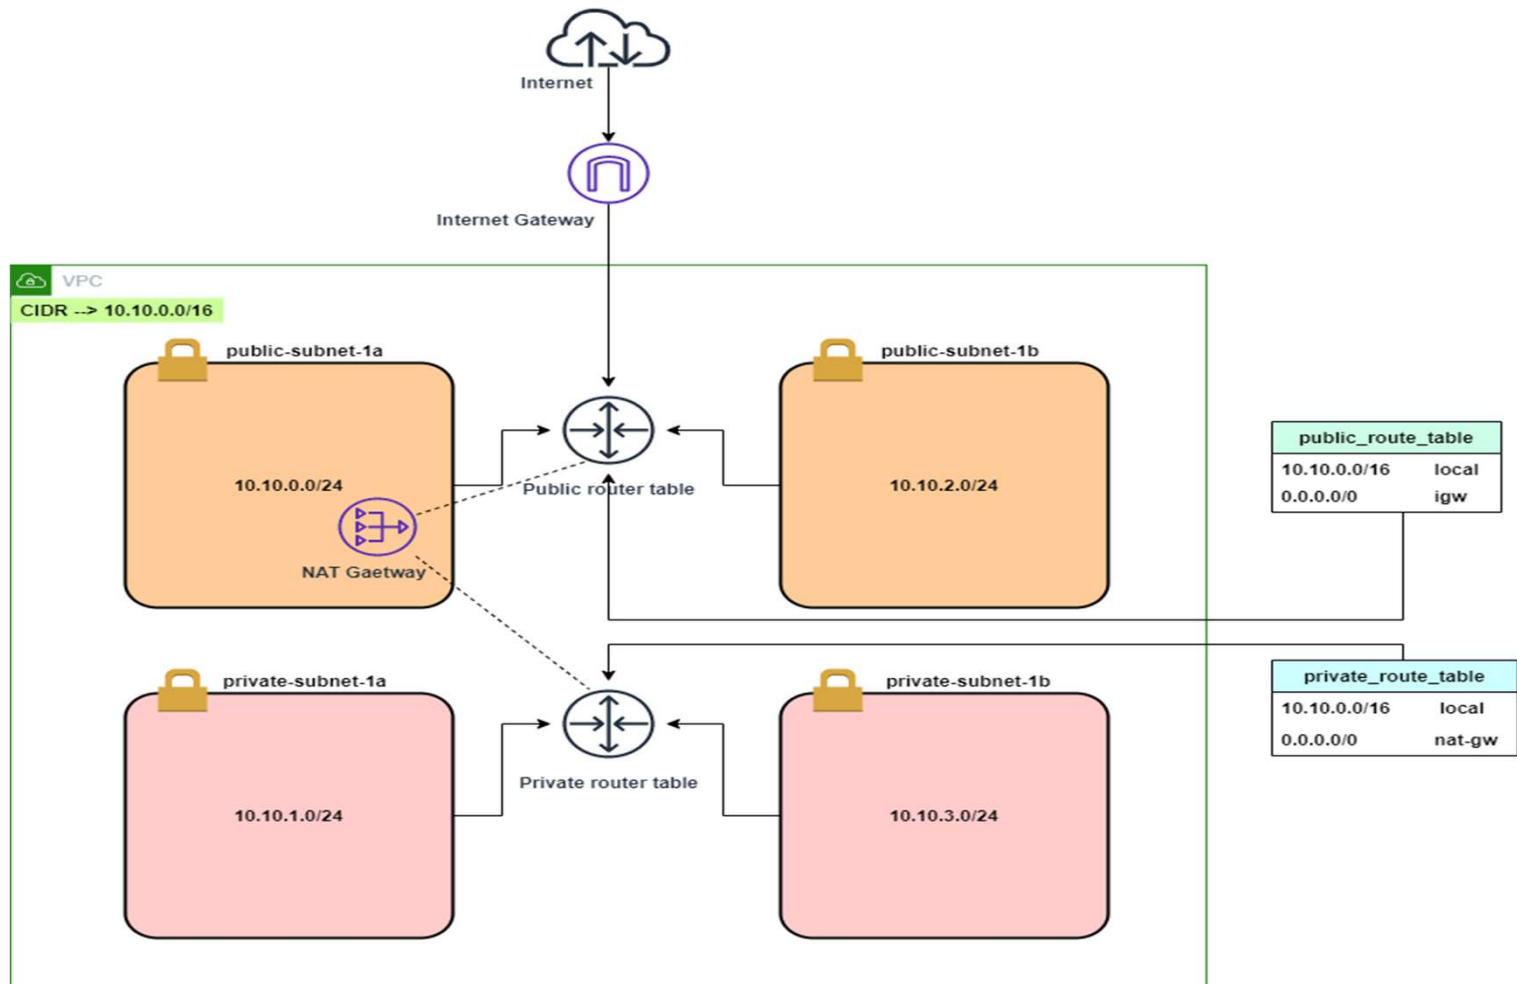 Internet
Internet Gateway
VPC
CIDR --> 10.10.0.0/16
public-subnet-1a
public-subnet-1b
10.10.0.0/24
Public router table
10.10.2.0/24
NAT Gaetway
public_route_table
10.10.0.0/16 local
0.0.0.0/0 igw
private-subnet-1a
private-subnet-1b
10.10.1.0/24
Private router table
10.10.3.0/24
private_route_table
10.10.0.0/16 local
0.0.0.0/0 nat-gw